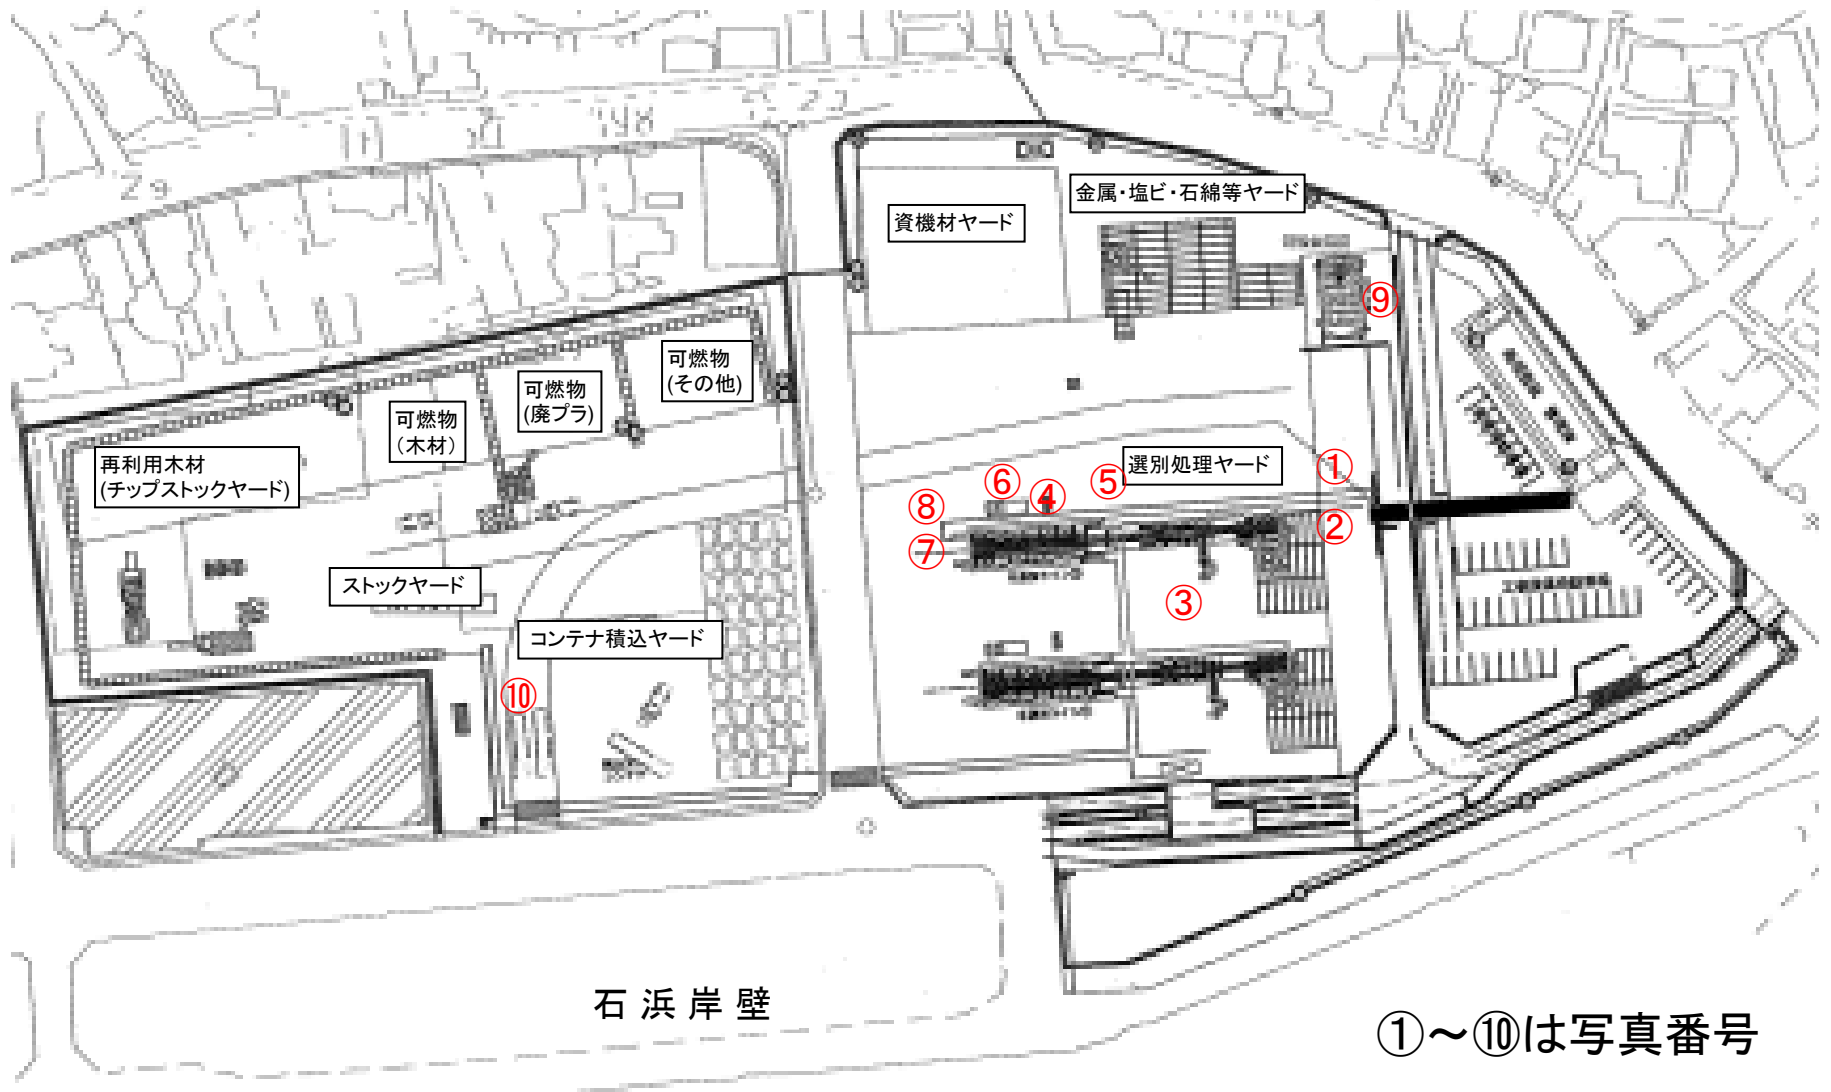 金属・塩ビ・石綿等ヤード
資機材ヤード
⑨
可燃物
(その他)
可燃物
(廃プラ)
可燃物
(木材)
再利用木材
(チップストックヤード)
選別処理ヤード
①
⑤
⑥
④
⑧
②
⑦
③
ストックヤード
コンテナ積込ヤード
⑩
石浜岸壁
①～⑩は写真番号